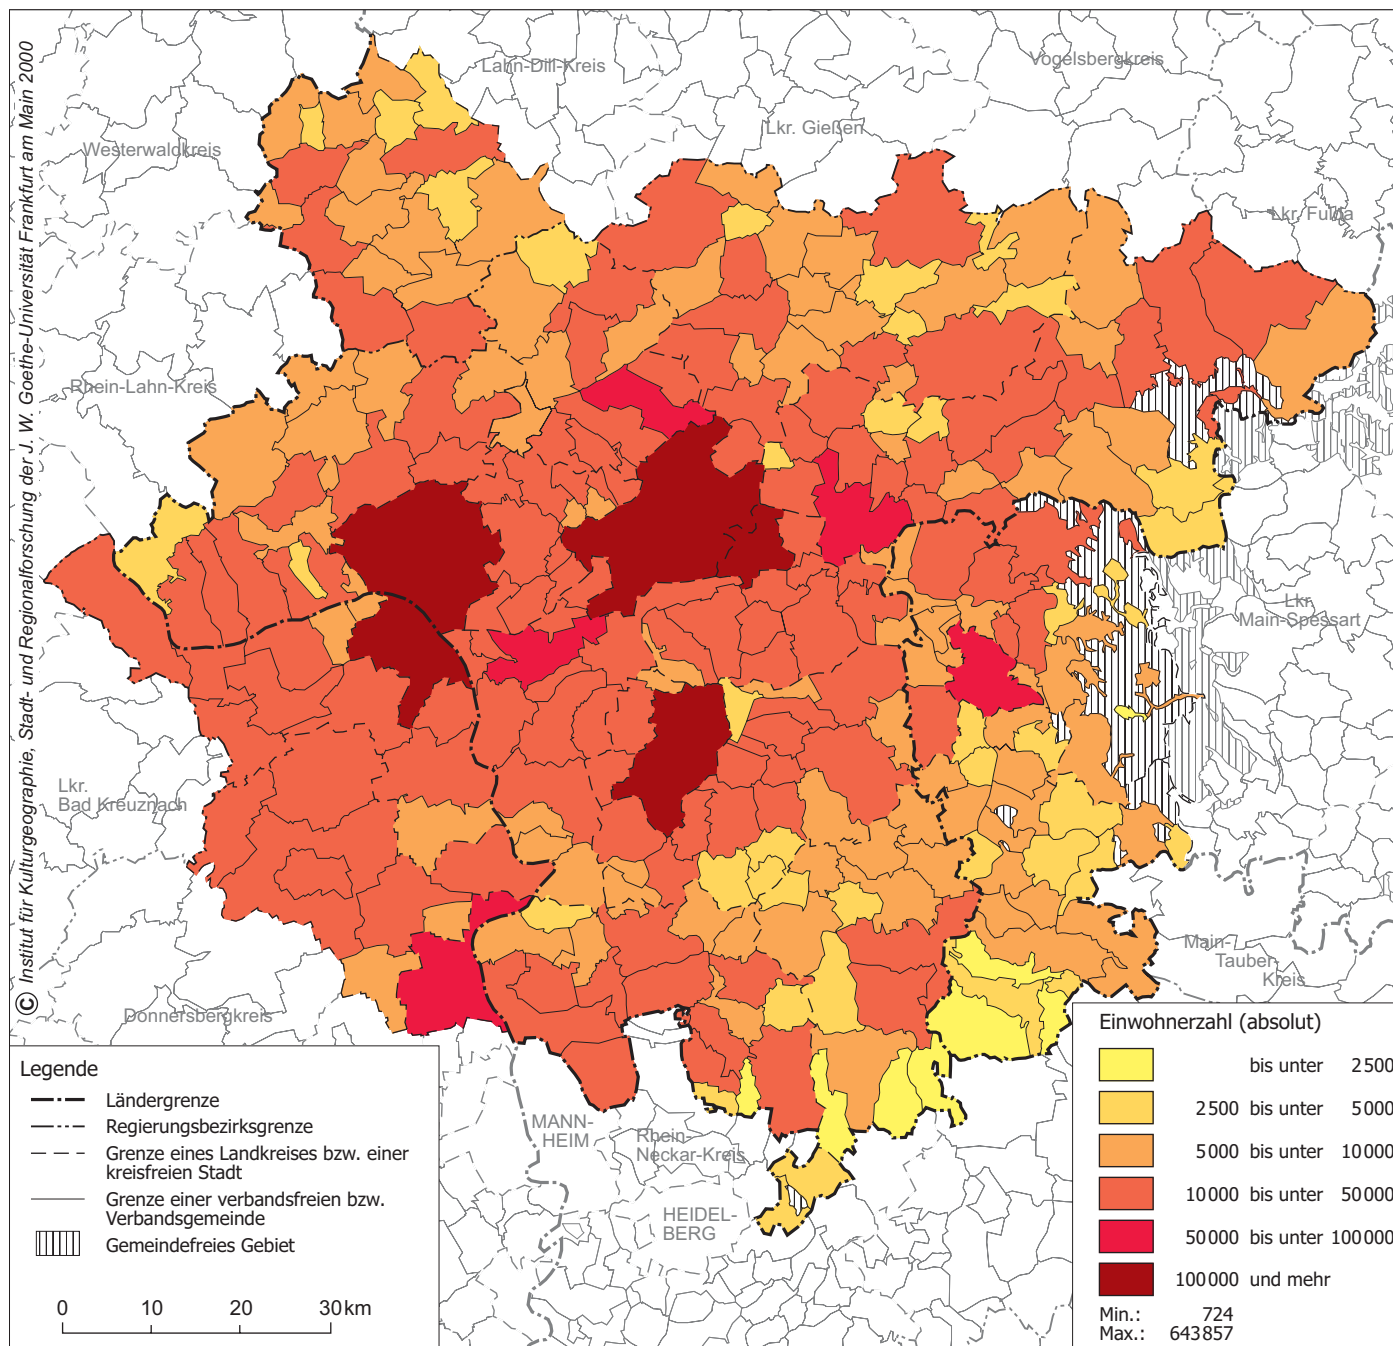 © Institut für Kulturgeographie, Stadt- und Regionalforschung der J. W. Goethe-Universität Frankfurt am Main 2000
Lahn-Dill-Kreis
Vogelsbergkreis
Westerwaldkreis
Lkr. Gießen
Lkr. Fulda
Rhein-Lahn-Kreis
Lkr.
Main-Spessart
Lkr.
Bad Kreuznach
Main-
Tauber-
Kreis
Donnersbergkreis
MANN-
HEIM
Rhein-
Neckar-Kreis
HEIDEL-
BERG
Legende
Ländergrenze
Regierungsbezirksgrenze
Grenze eines Landkreises bzw. einer
kreisfreien Stadt
Grenze einer verbandsfreien bzw.
Verbandsgemeinde
Gemeindefreies Gebiet
0 10 20 30 km
Einwohnerzahl (absolut)
bis unter 2500
2500 bis unter 5000
5000 bis unter 10000
10000 bis unter 50000
50000 bis unter 100000
100000 und mehr
Min.: 724
Max.: 643857